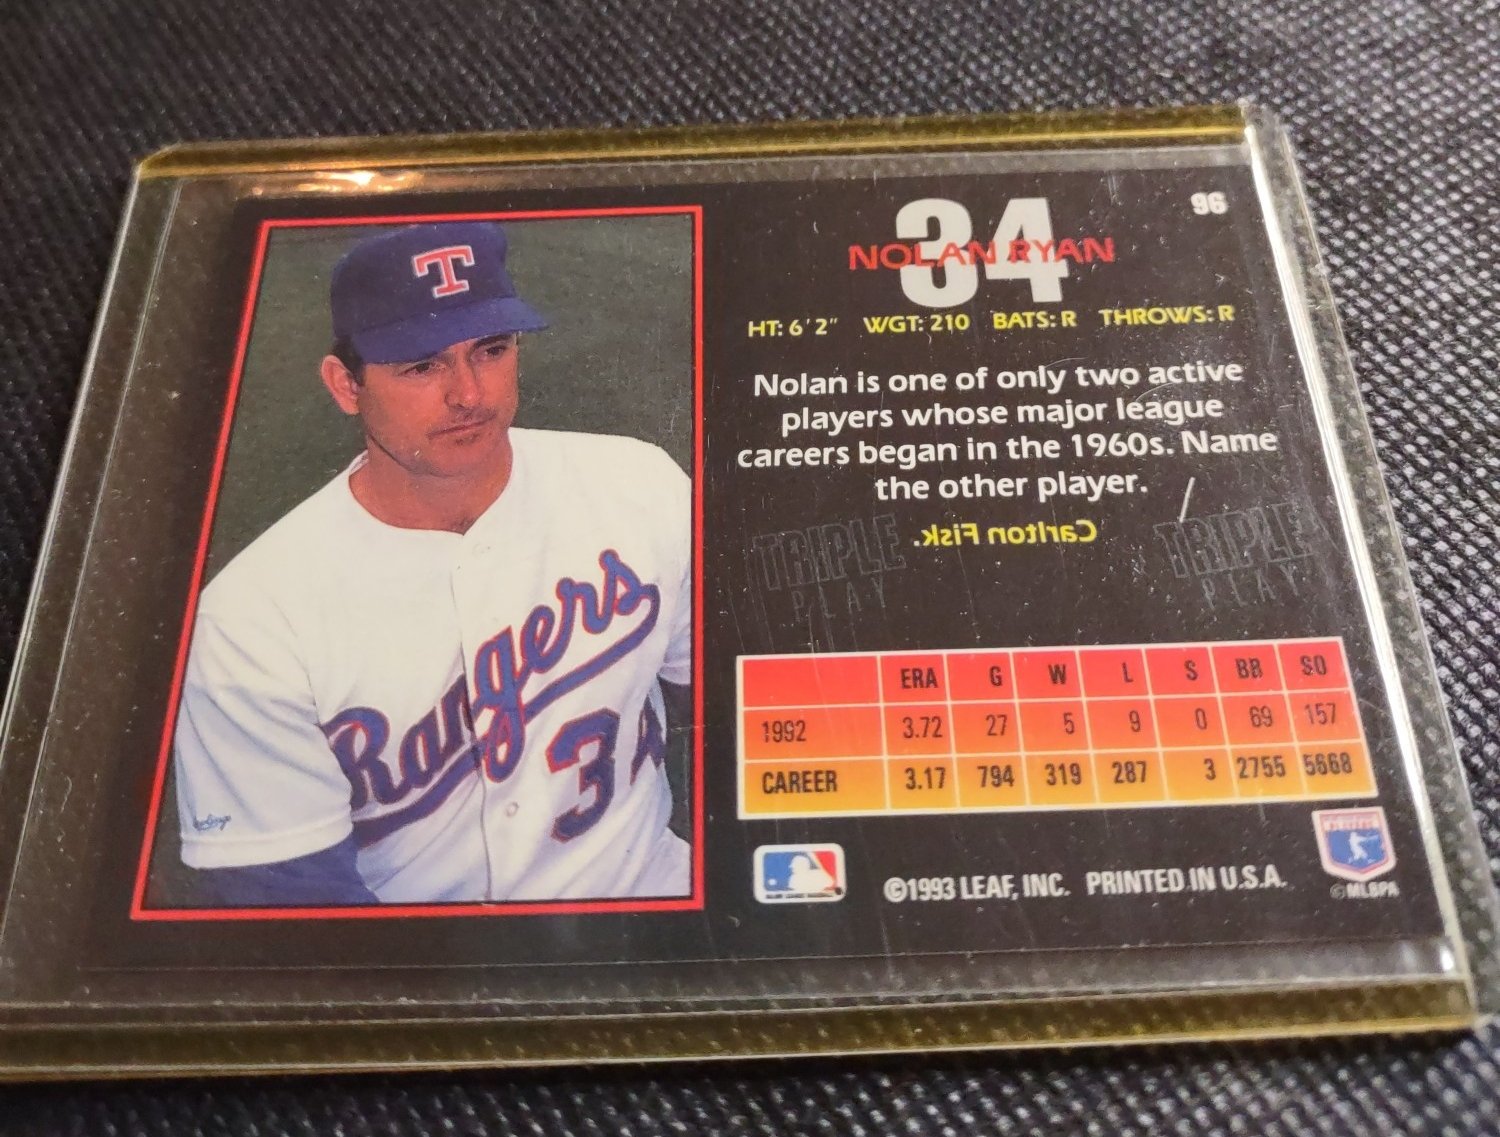 T
Rangers
34
Rawlings
96
34
NOLAN RYAN
HT: 6'2" WGT: 210 BATS: R THROWS: R
Nolan is one of only two active
players whose major league
careers began in the 1960s. Name
the other player.
Carlton Fisk.
TRIPLE PLAY TRIPLE PLAY
ERA G W L S BB SO
1992 3.72 27 5 9 0 69 157
CAREER 3.17 794 319 287 3 2755 5668
©1993 LEAF, INC. PRINTED IN U.S.A.
©MLBPA